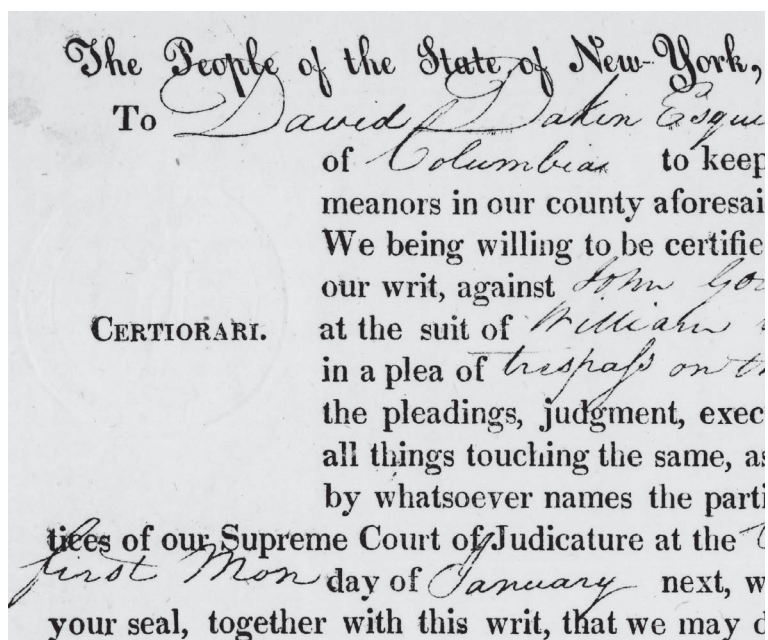 The People of the State of New-York,
To David Dakin Esqui
of Columbia to keep
meanors in our county aforesai
We being willing to be certifie
our writ, against John
CERTIORARI. at the suit of William
in a plea of trespass on th
the pleadings, judgment, exec
all things touching the same, as
by whatsoever names the parti
tices of our Supreme Court of Judicature at the
first Mon day of January next, w
your seal, together with this writ, that we may d